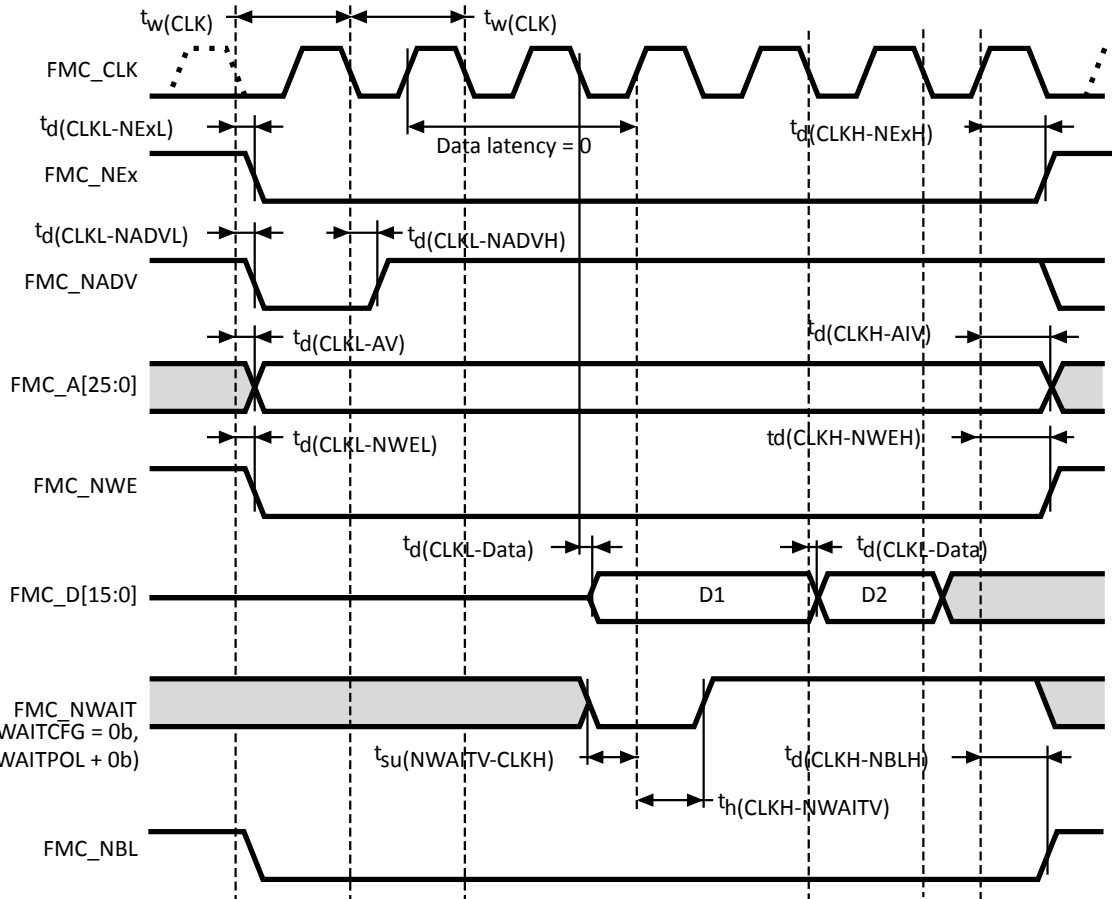 tw(CLK) tw(CLK)
FMC_CLK
td(CLKL-NExL) Data latency = 0 td(CLKH-NExH)
FMC_NEx
td(CLKL-NADVL) td(CLKL-NADVH)
FMC_NADV
td(CLKL-AV) td(CLKH-AIV)
FMC_A[25:0]
td(CLKL-NWEL) td(CLKH-NWEH)
FMC_NWE
td(CLKL-Data) td(CLKL-Data)
FMC_D[15:0] D1 D2
FMC_NWAIT
WAITCFG = 0b,
WAITPOL + 0b)
tsu(NWAITV-CLKH) td(CLKH-NBLH)
th(CLKH-NWAITV)
FMC_NBL